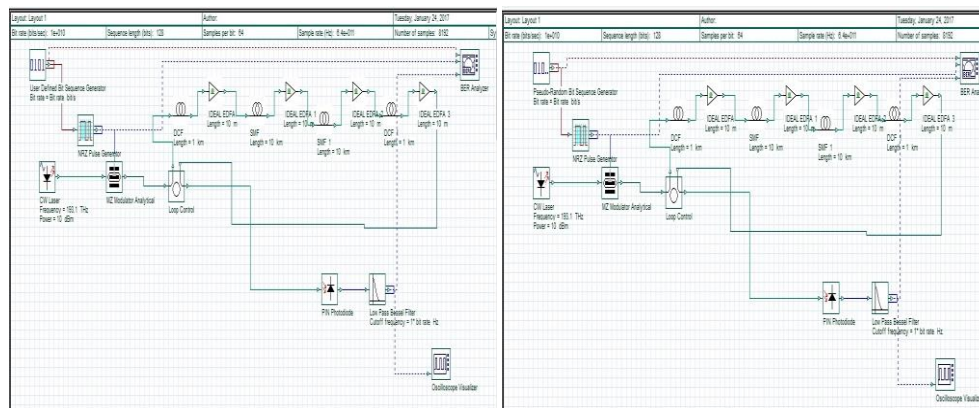 Layout: Layout 1
Author:
Tuesday, January 24, 2017
Bit rate (bits/sec): 1e+010
Sequence length (bits): 128
Samples per bit: 64
Sample rate (Hz): 6.4e+011
Number of samples: 8192
Sy
User Defined Bit Sequence Generator
Bit rate = Bit rate bits/s
BER Analyzer
DCF
Length = 1 km
IDEAL EDFA
Length = 10 m
SMF
Length = 10 km
IDEAL EDFA 1
Length = 10 m
SMF 1
Length = 10 km
IDEAL EDFA 2
Length = 10 m
DCF 1
Length = 1 km
IDEAL EDFA 3
Length = 10 m
NRZ Pulse Generator
CW Laser
Frequency = 193.1 THz
Power = 10 dBm
MZ Modulator Analytical
Loop Control
PIN Photodiode
Low Pass Bessel Filter
Cutoff frequency = 1* bit rate Hz
Oscilloscope Visualizer
Layout: Layout 1
Author:
Tuesday, January 24, 2017
Bit rate (bits/sec): 1e+010
Sequence length (bits): 128
Samples per bit: 64
Sample rate (Hz): 6.4e+011
Number of samples: 8192
Pseudo-Random Bit Sequence Generator
Bit rate = Bit rate bits/s
BER Ana
DCF
Length = 1 km
IDEAL EDFA
Length = 10 m
SMF
Length = 10 km
IDEAL EDFA 1
Length = 10 m
SMF 1
Length = 10 km
IDEAL EDFA 2
Length = 10 m
DCF 1
Length = 1 km
IDEAL EDFA 3
Length = 10 m
NRZ Pulse Generator
CW Laser
Frequency = 193.1 THz
Power = 10 dBm
MZ Modulator Analytical
Loop Control
PIN Photodiode
Low Pass Bessel Filter
Cutoff frequency = 1* bit rate Hz
Oscilloscope Visualize